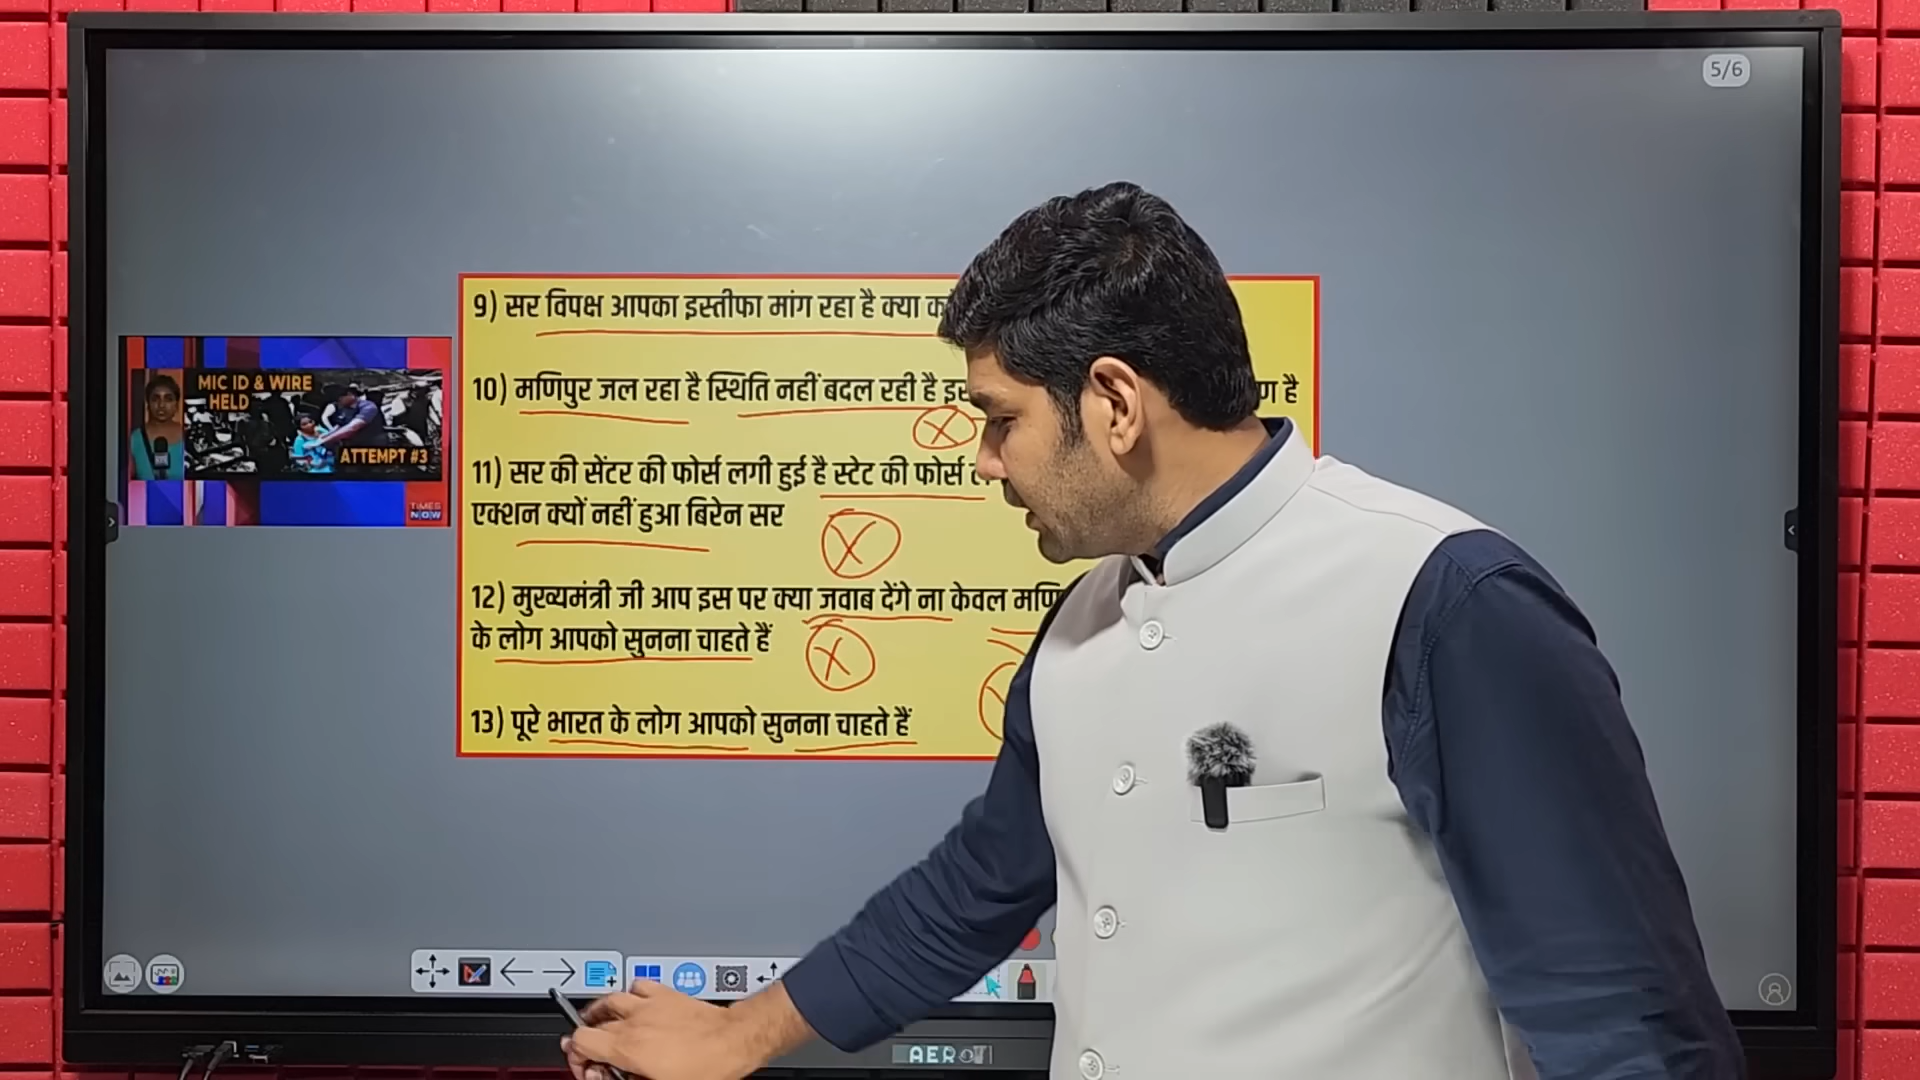 5/6
9) सर विपक्ष आपका इस्तीफा मांग रहा है क्या
10) मणिपुर जल रहा है स्थिति नहीं बदल रही है
है
11) सर की सेंटर की फोर्स लगी हुई है स्टेट की फोर्स
एक्शन क्यों नहीं हुआ बिरेन सर
12) मुख्यमंत्री जी आप इस पर क्या जवाब देंगे ना केवल
के लोग आपको सुनना चाहते हैं
13) पूरे भारत के लोग आपको सुनना चाहते हैं
MIC ID & WIRE
HELD
ATTEMPT #3
TIMES
NOW